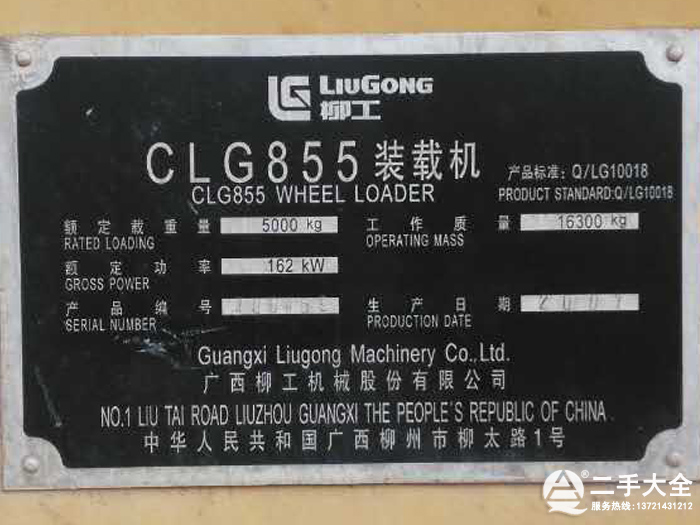 LIUGONG
柳工
CLG855 装载机
CLG855 WHEEL LOADER
产品标准: Q/LG10018
PRODUCT STANDARD:Q/LG10018
额定载重量 5000 kg
RATED LOADING
工作质量 16300 kg
OPERATING MASS
额定功率 162 kW
GROSS POWER
产品编号
SERIAL NUMBER
生产日期
PRODUCTION DATE
Guangxi Liugong Machinery Co.,Ltd.
广西柳工机械股份有限公司
NO.1 LIU TAI ROAD LIUZHOU GUANGXI THE PEOPLE'S REPUBLIC OF CHINA
中华人民共和国广西柳州市柳太路1号
二手大全
服务热线:13721431212